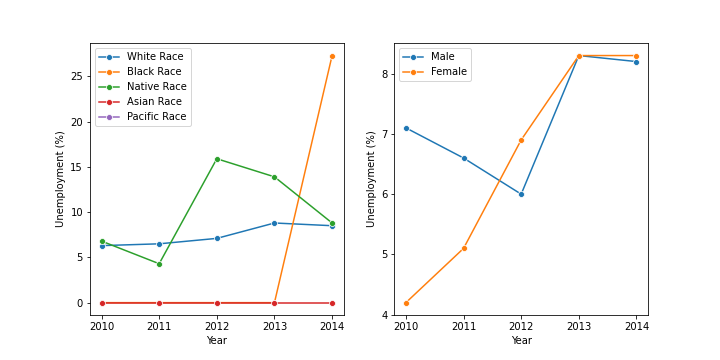 White Race
Black Race
Native Race
Asian Race
Pacific Race
Unemployment (%)
25
20
15
10
5
0
2010 2011 2012 2013 2014
Year
Male
Female
Unemployment (%)
8
7
6
5
4
2010 2011 2012 2013 2014
Year